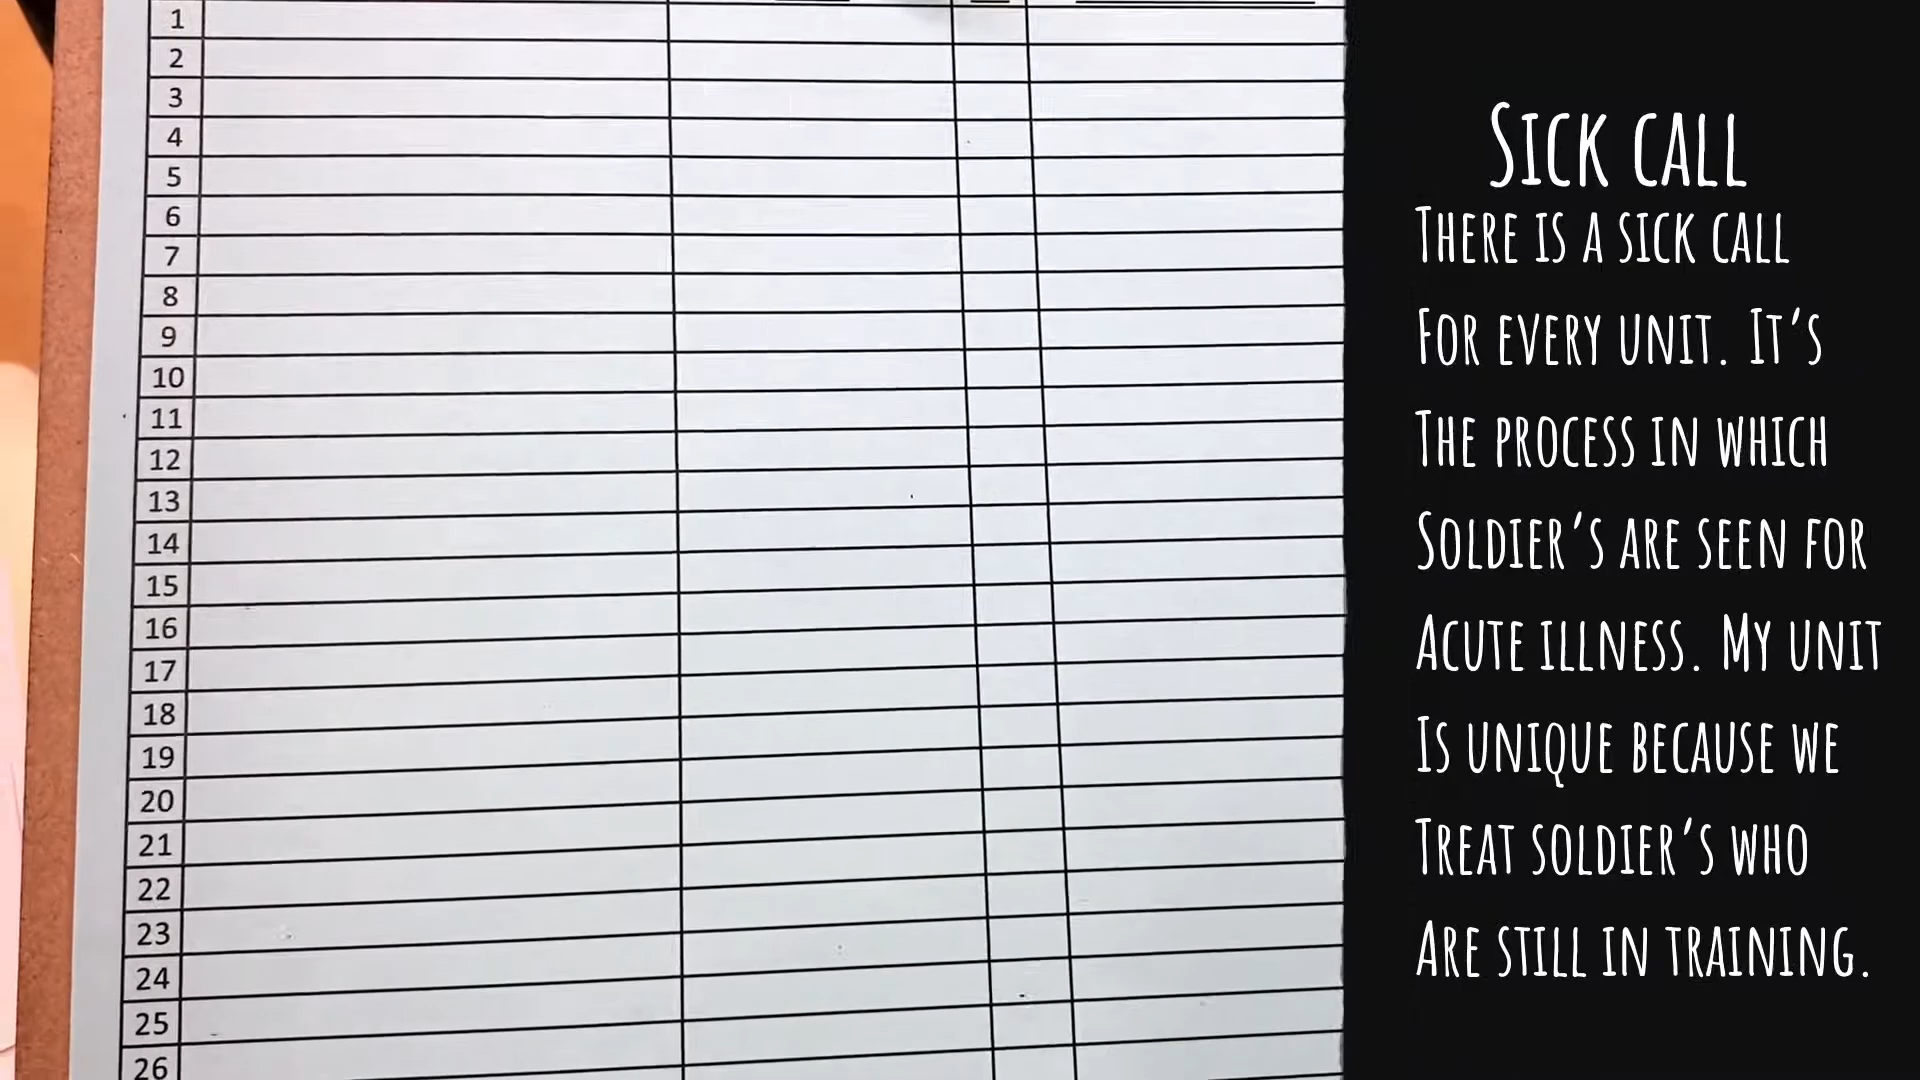 1
2
3
4
5
6
7
8
9
10
11
12
13
14
15
16
17
18
19
20
21
22
23
24
25
26
Sick call
There is a sick call
For every unit. It's
The process in which
Soldier's are seen for
Acute illness. My unit
Is unique because we
Treat soldier's who
Are still in training.